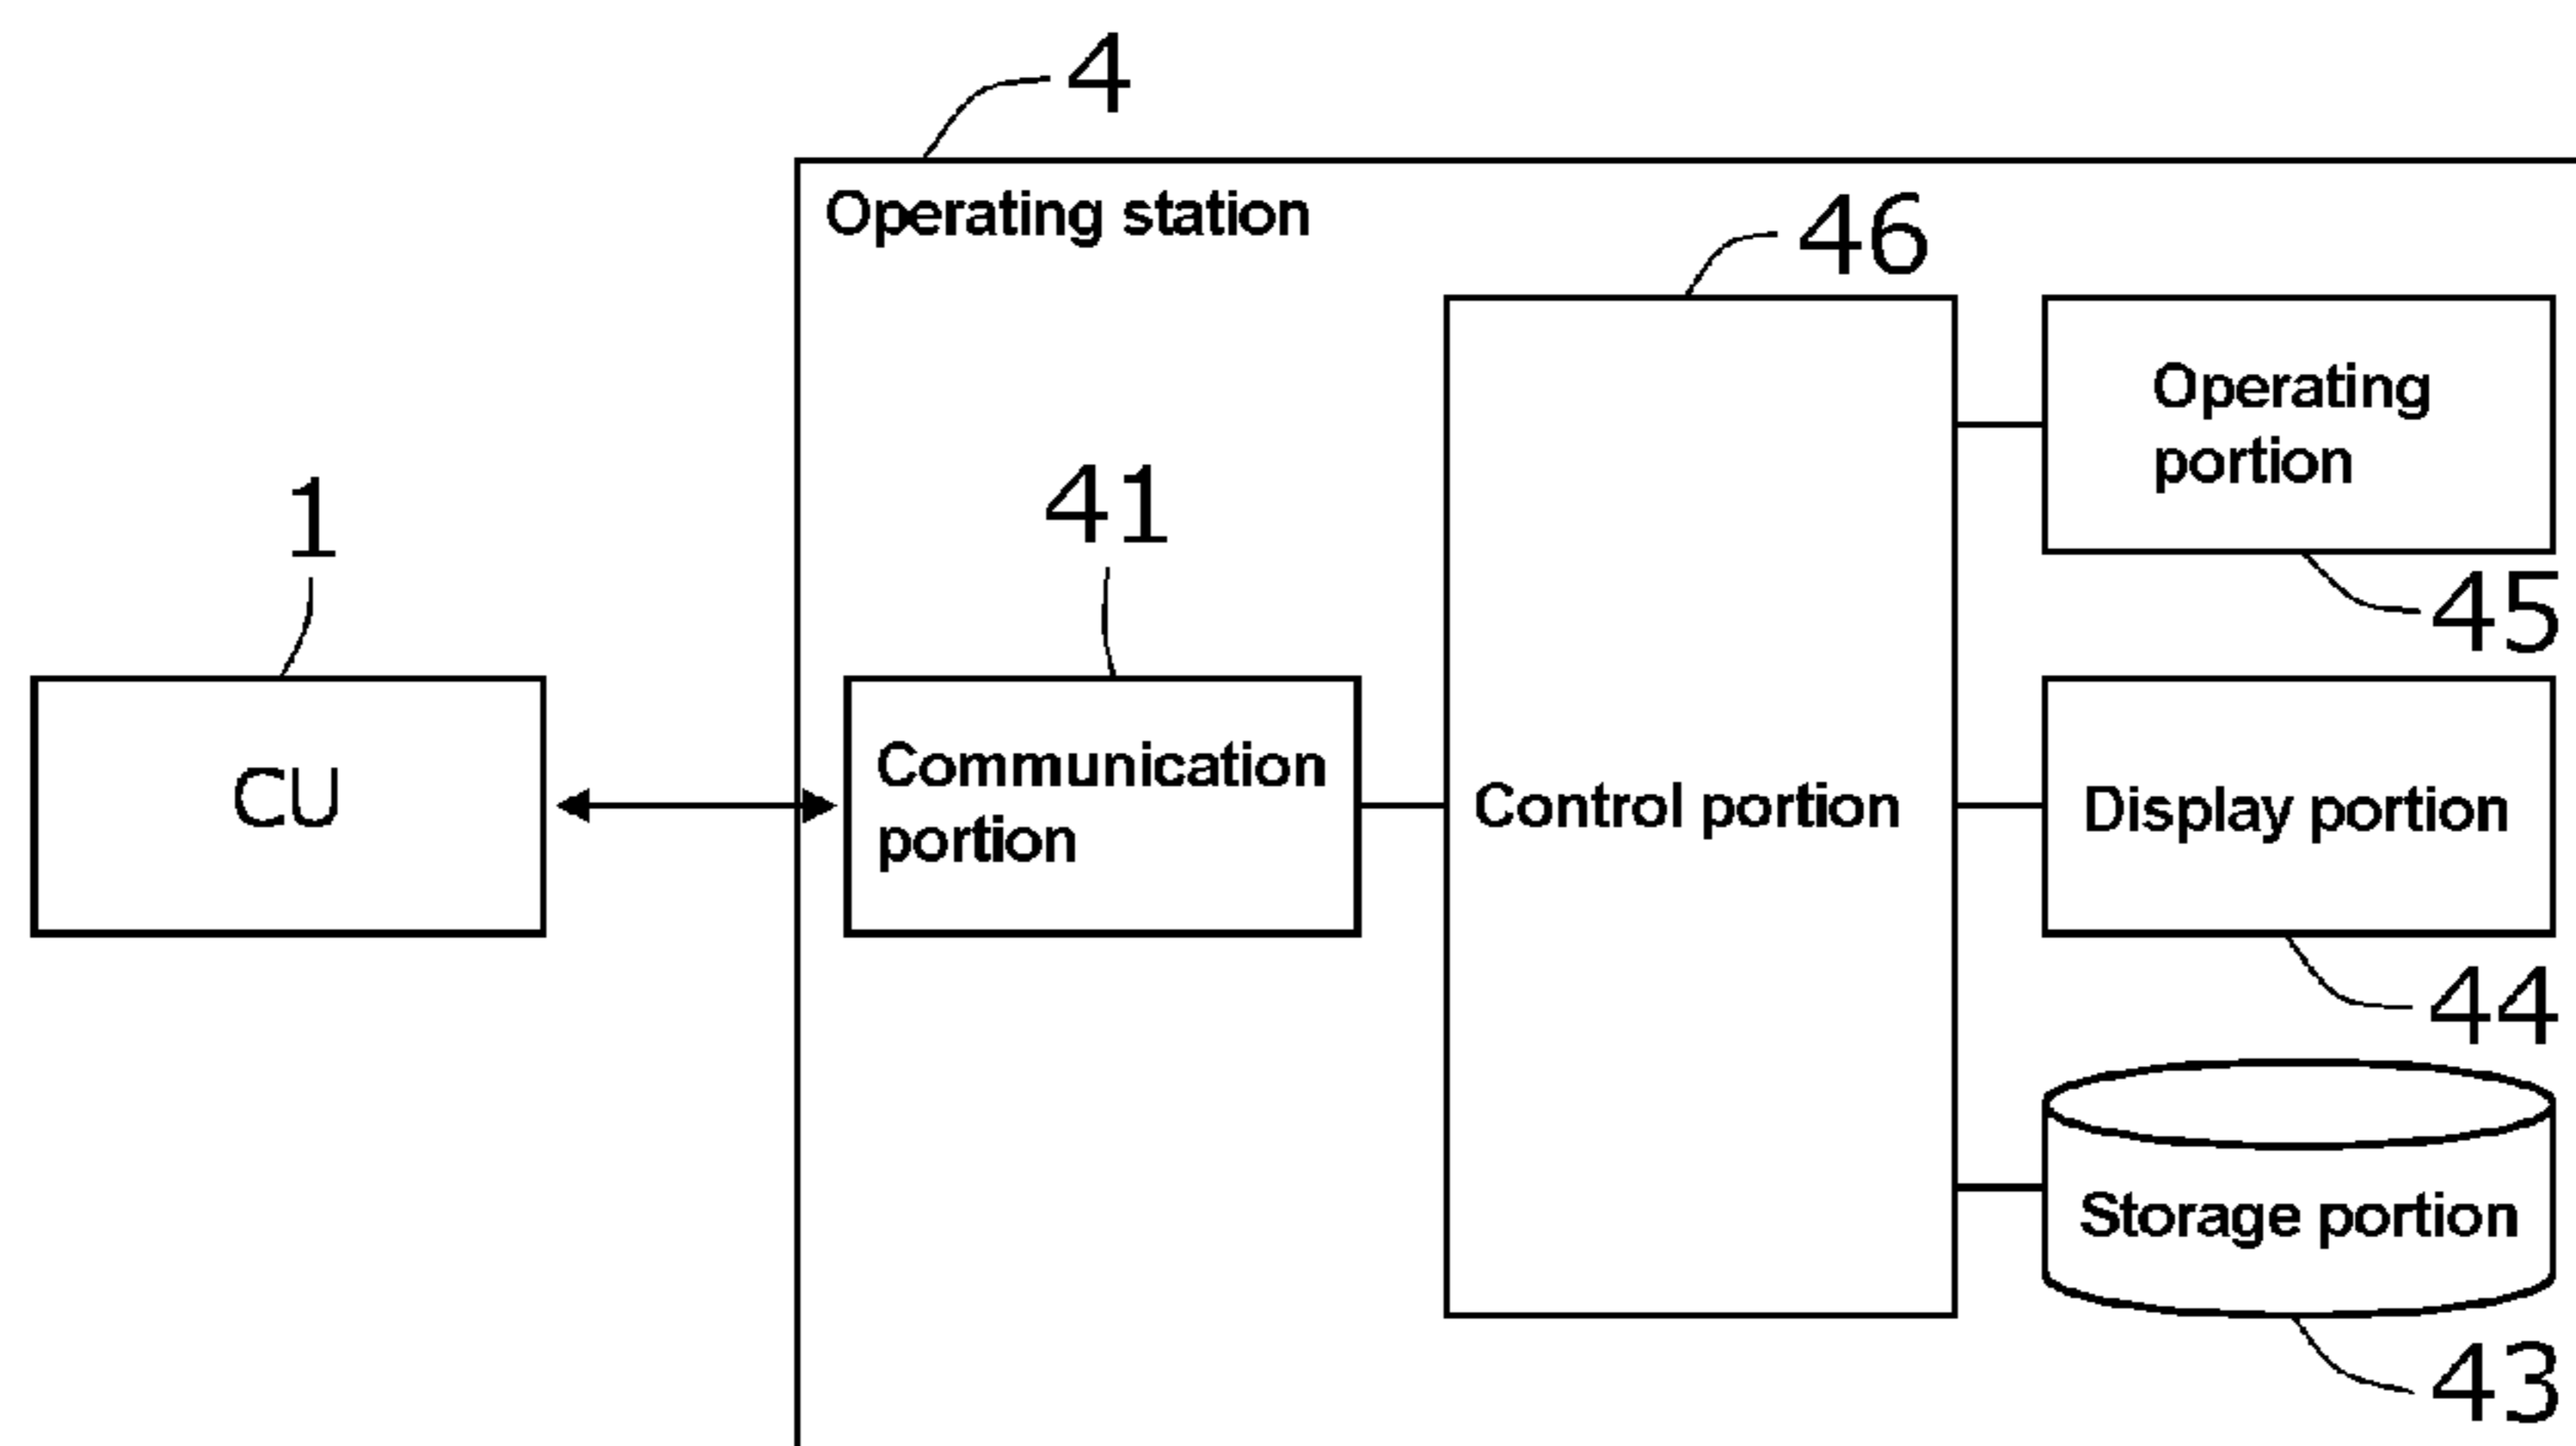 4
Operating station
46
Operating
portion
1
41
45
CU
Communication
portion
Control portion
Display portion
44
Storage portion
43